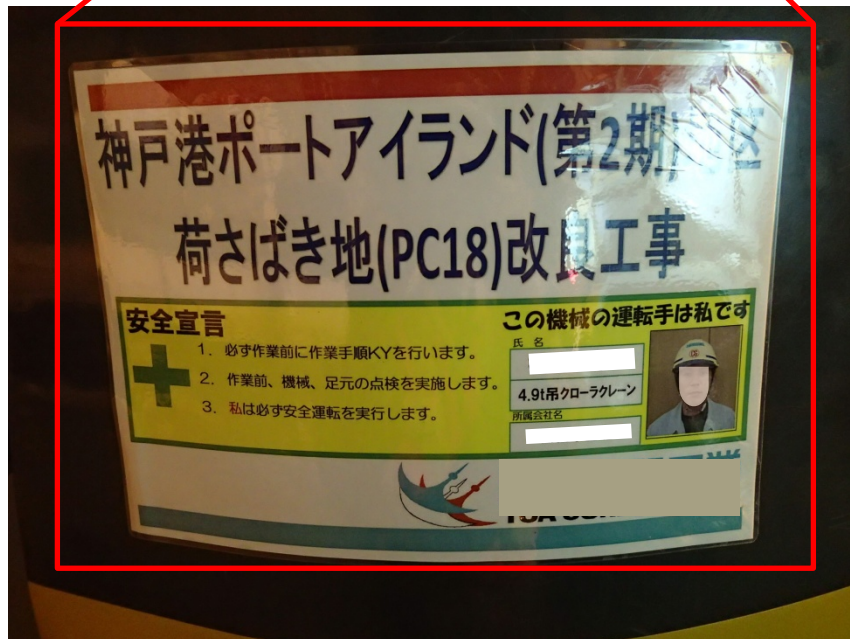 神戸港ポートアイランド(第2期)
荷さばき地(PC18)改良工事
安全宣言
1. 必ず作業前に作業手順KYを行います。
2. 作業前、機械、足元の点検を実施します。
3. 私は必ず安全運転を実行します。
この機械の運転手は私です
氏 名
4.9t吊クローラクレーン
所属会社名